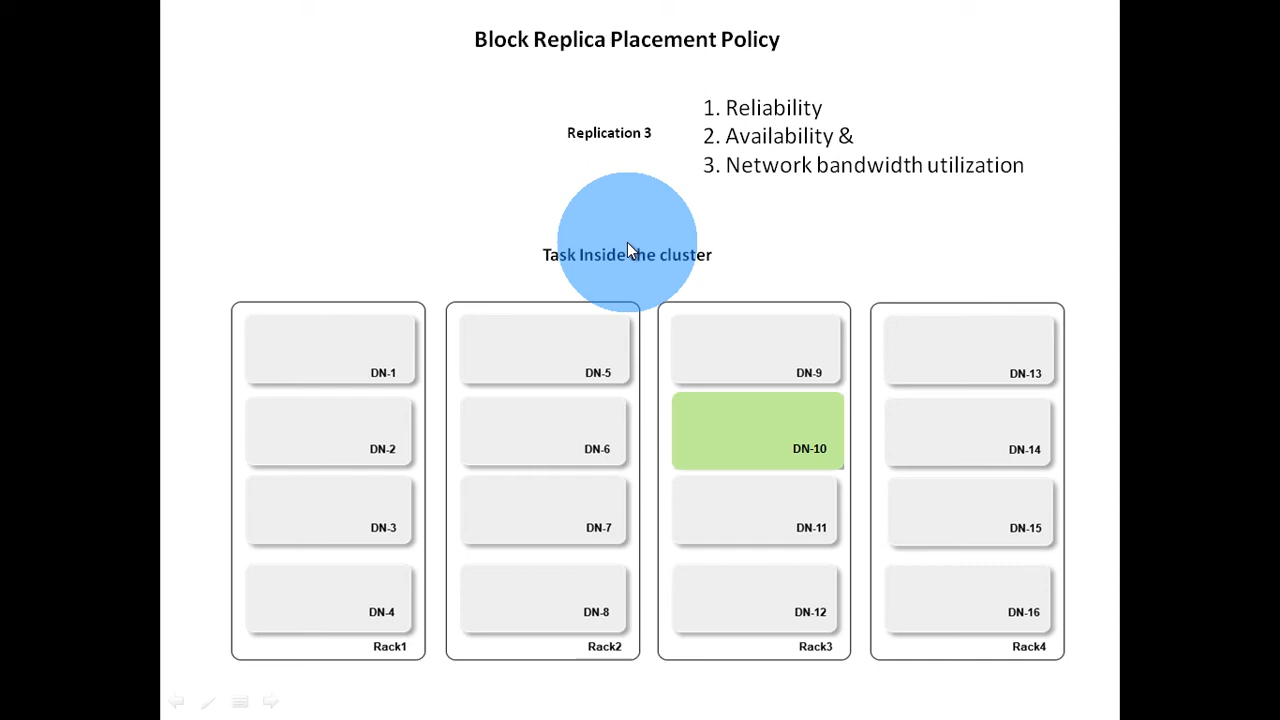 Block Replica Placement Policy
Replication 3
1. Reliability
2. Availability &
3. Network bandwidth utilization
Task Inside the cluster
DN-1
DN-2
DN-3
DN-4
Rack1
DN-5
DN-6
DN-7
DN-8
Rack2
DN-9
DN-10
DN-11
DN-12
Rack3
DN-13
DN-14
DN-15
DN-16
Rack4